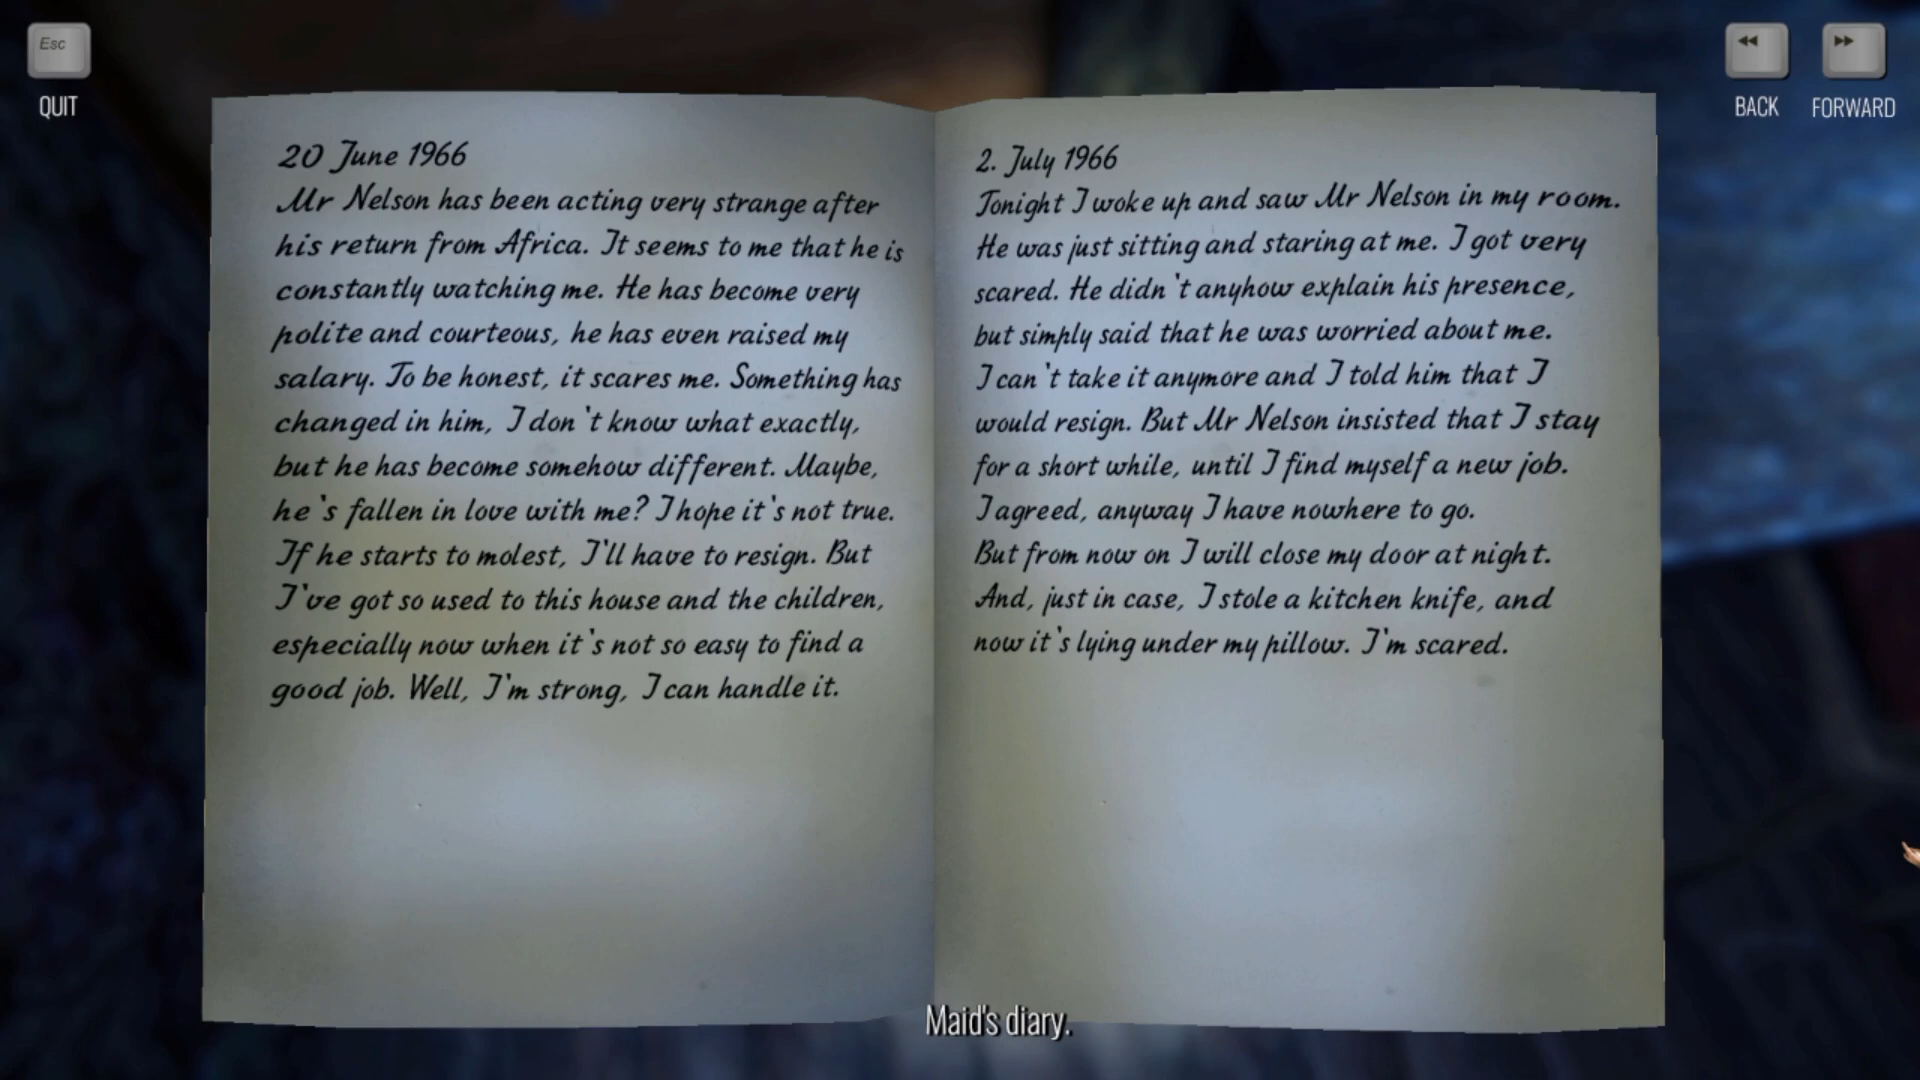 Esc
QUIT
BACK
FORWARD
20 June 1966
Mr Nelson has been acting very strange after
his return from Africa. It seems to me that he is
constantly watching me. He has become very
polite and courteous, he has even raised my
salary. To be honest, it scares me. Something has
changed in him, I don`t know what exactly,
but he has become somehow different. Maybe,
he`s fallen in love with me? I hope it`s not true.
If he starts to molest, I`ll have to resign. But
I`ve got so used to this house and the children,
especially now when it`s not so easy to find a
good job. Well, I`m strong, I can handle it.
2. July 1966
Tonight I woke up and saw Mr Nelson in my room.
He was just sitting and staring at me. I got very
scared. He didn`t anyhow explain his presence,
but simply said that he was worried about me.
I can`t take it anymore and I told him that I
would resign. But Mr Nelson insisted that I stay
for a short while, until I find myself a new job.
I agreed, anyway I have nowhere to go.
But from now on I will close my door at night.
And, just in case, I stole a kitchen knife, and
now it`s lying under my pillow. I`m scared.
Maid's diary.